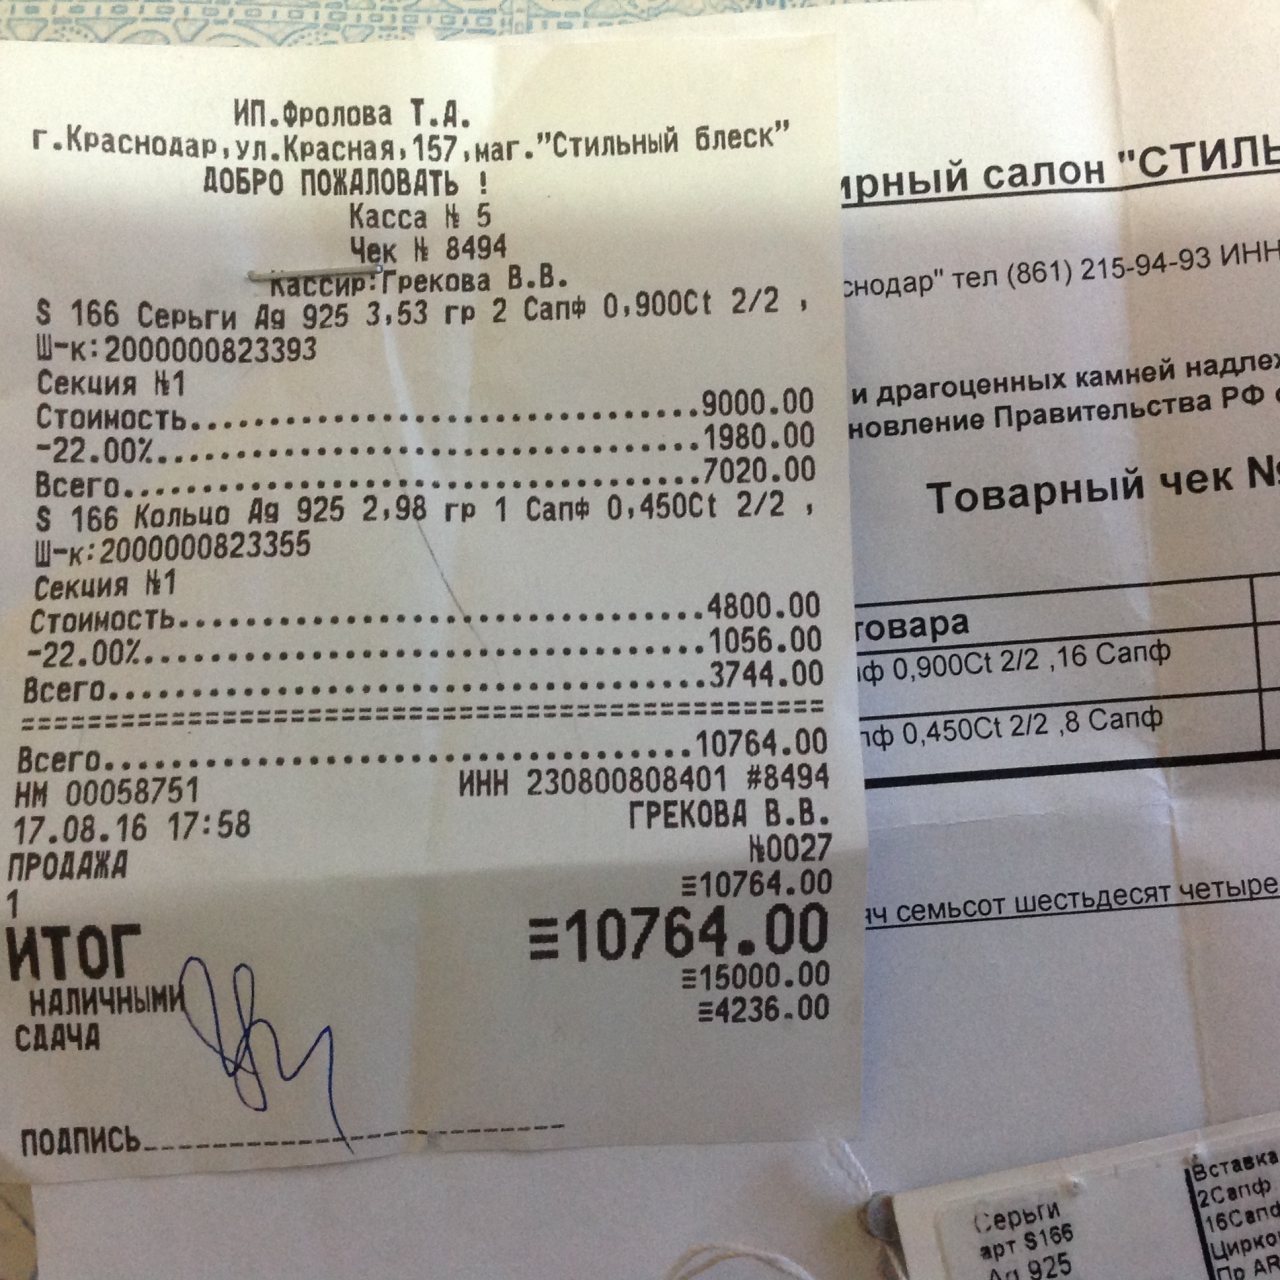 ИП.Фролова Т.А.
г.Краснодар,ул.Красная,157,маг."Стильный блеск"
ДОБРО ПОЖАЛОВАТЬ !
Касса № 5
Чек № 8494
Кассир:Грекова В.В.
S 166 Серьги Ag 925 3,53 гр 2 Сапф 0,900Ct 2/2 ,
Ш-к:2000000823393
Секция №1
Стоимость..............................9000.00
-22.00%................................1980.00
Всего..................................7020.00
S 166 Кольцо Ag 925 2,98 гр 1 Сапф 0,450Ct 2/2 ,
Ш-к:2000000823355
Секция №1
Стоимость..............................4800.00
-22.00%................................1056.00
Всего..................................3744.00
================================================
Всего.................................10764.00
НМ 00058751 ИНН 230800808401 #8494
17.08.16 17:58 ГРЕКОВА В.В.
ПРОДАЖА №0027
1 ≡10764.00
ИТОГ ≡10764.00
НАЛИЧНЫМИ ≡15000.00
СДАЧА ≡4236.00
ПОДПИСЬ
ирный салон "СТИЛЬ
снодар" тел (861) 215-94-93 ИНН
и драгоценных камней надлеж
новление Правительства РФ
Товарный чек №
товара
пф 0,900Ct 2/2 ,16 Сапф
пф 0,450Ct 2/2 ,8 Сапф
яч семьсот шестьдесят четыре
Серьги
арт S166
Ag 925
Вставка
2Сапф
16Сапф
Цирко
Пр AR